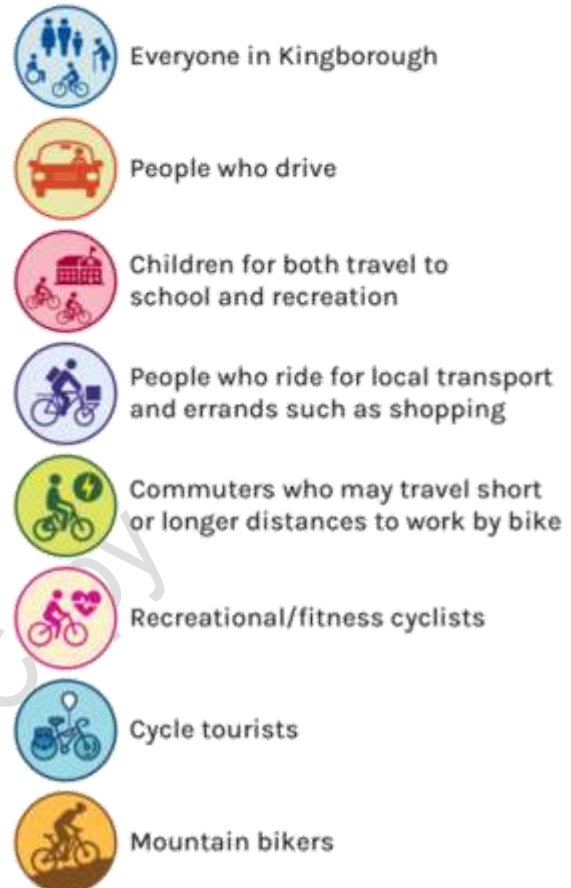 Everyone in Kingborough
People who drive
Children for both travel to
school and recreation
People who ride for local transport
and errands such as shopping
Commuters who may travel short
or longer distances to work by bike
Recreational/fitness cyclists
Cycle tourists
Mountain bikers